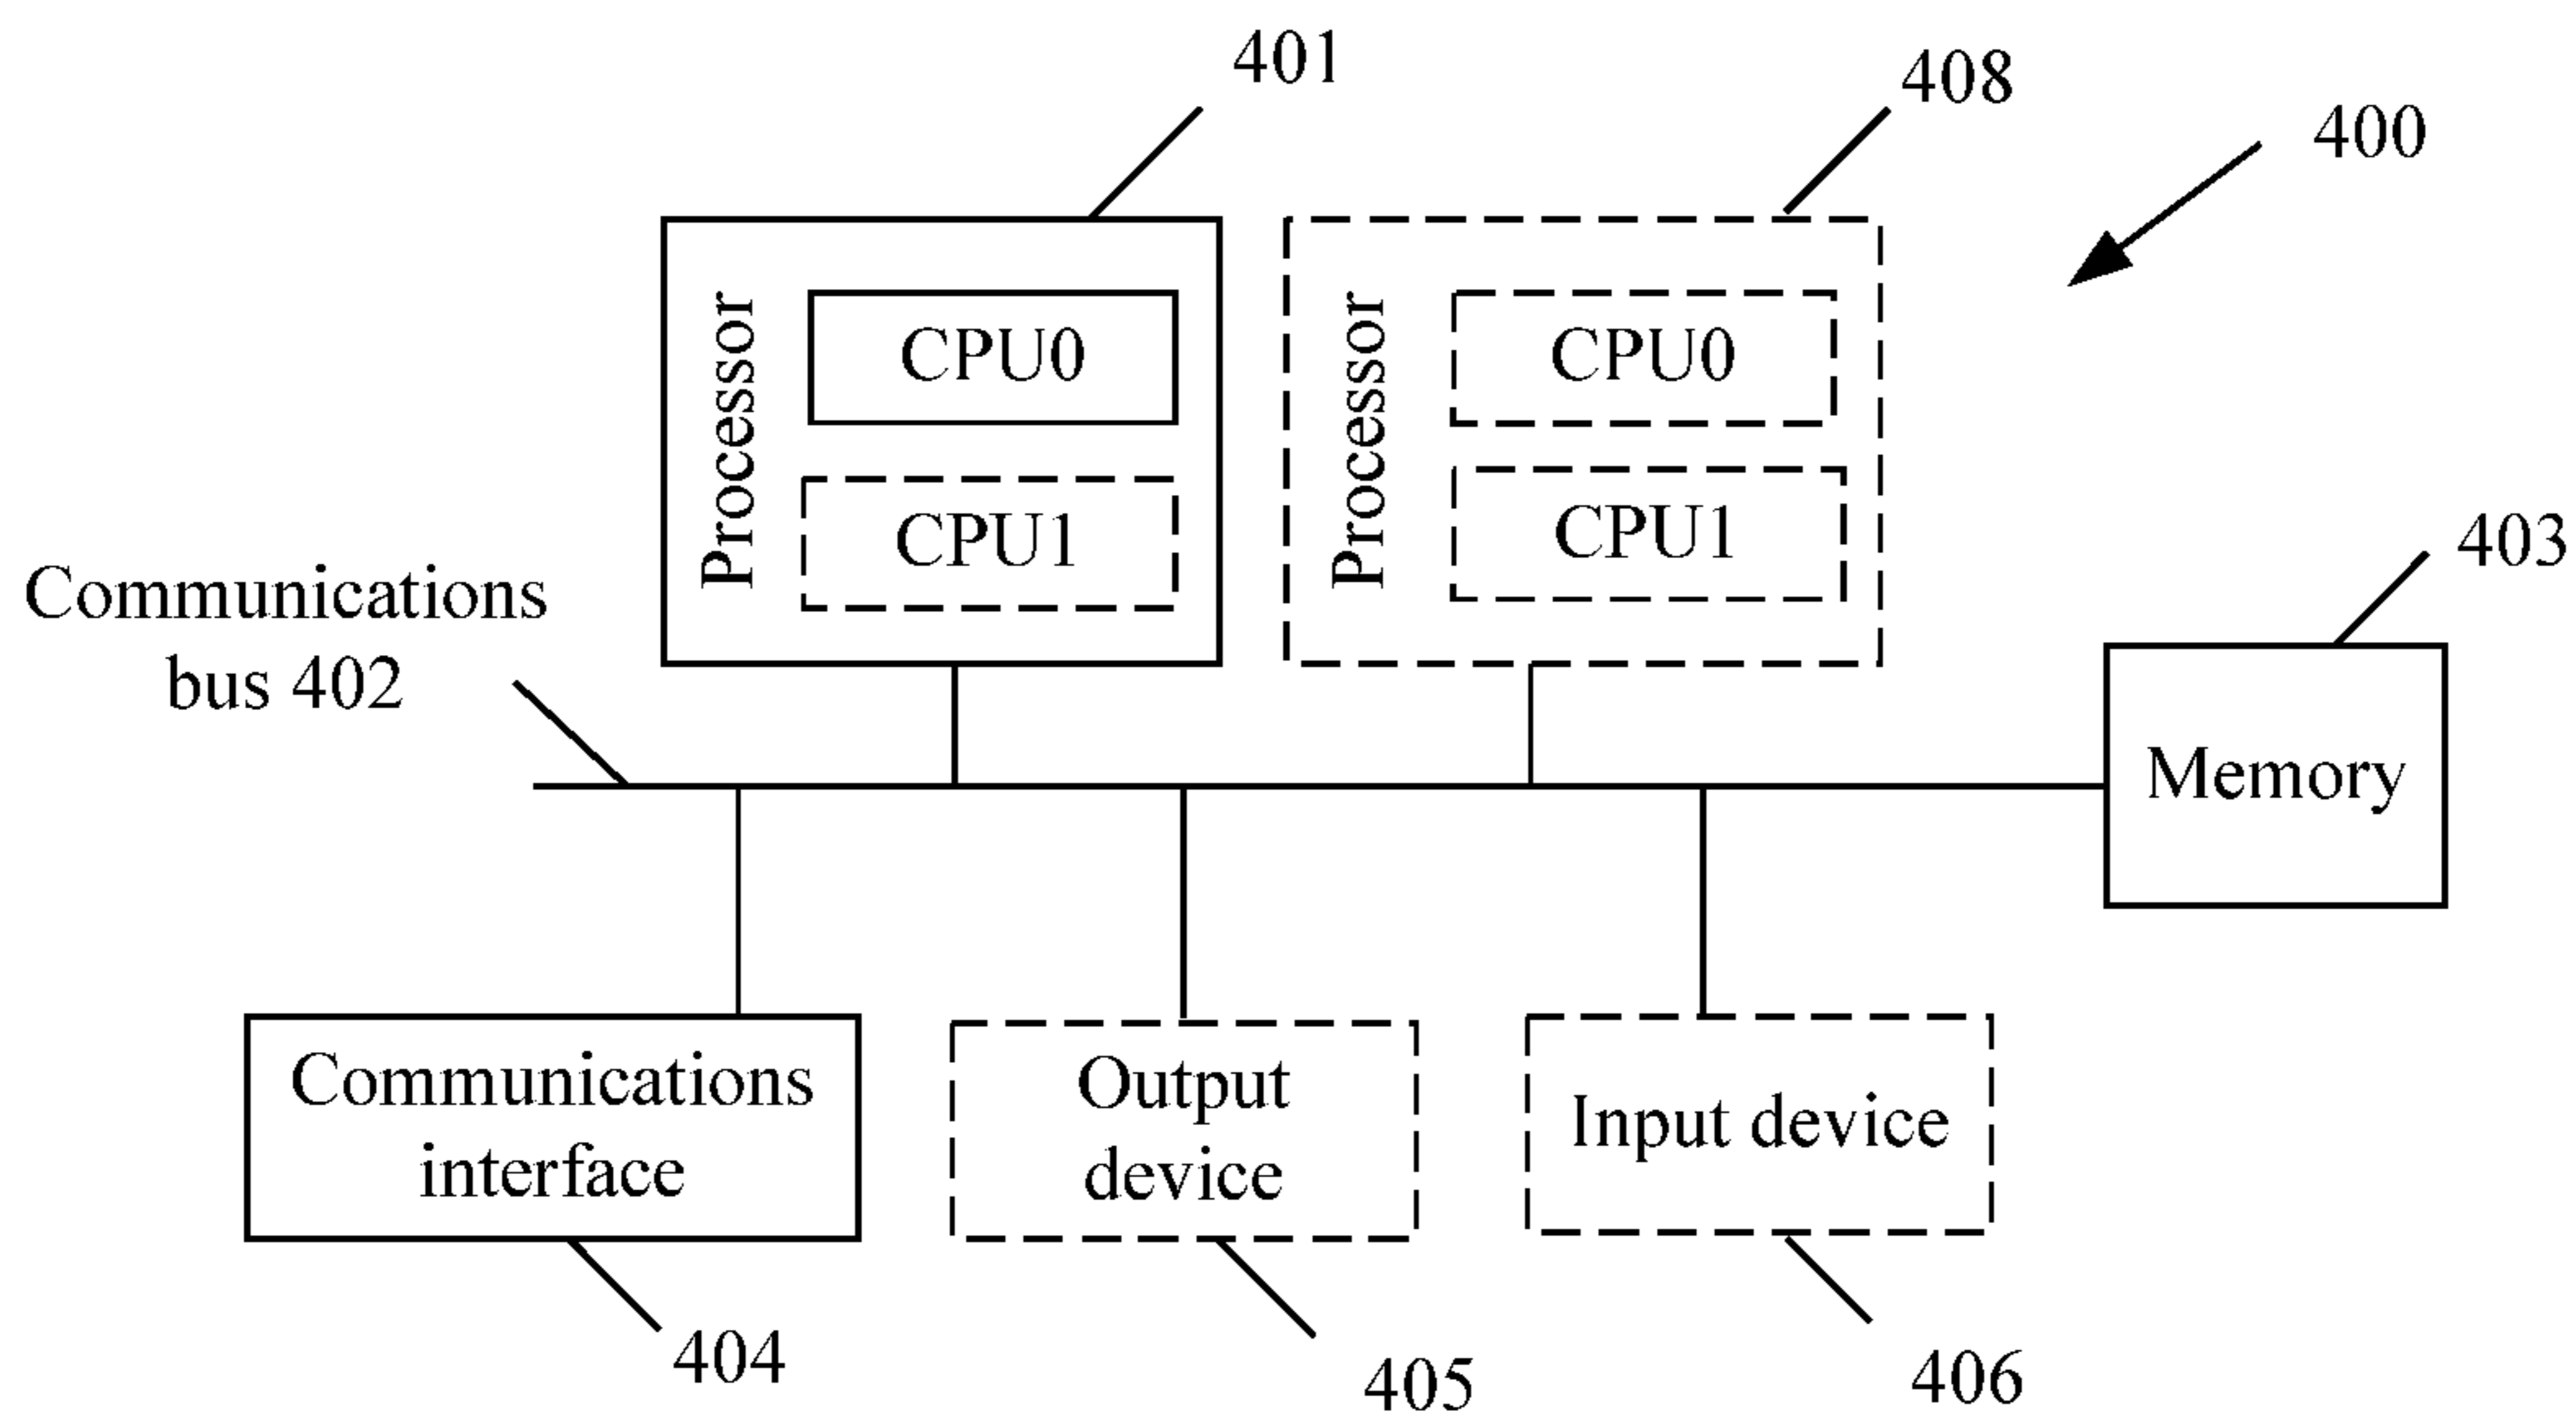 401
408
400
Processor
CPU0
CPU1
Processor
CPU0
CPU1
403
Communications
bus 402
Memory
Communications
interface
Output
device
Input device
404
405
406